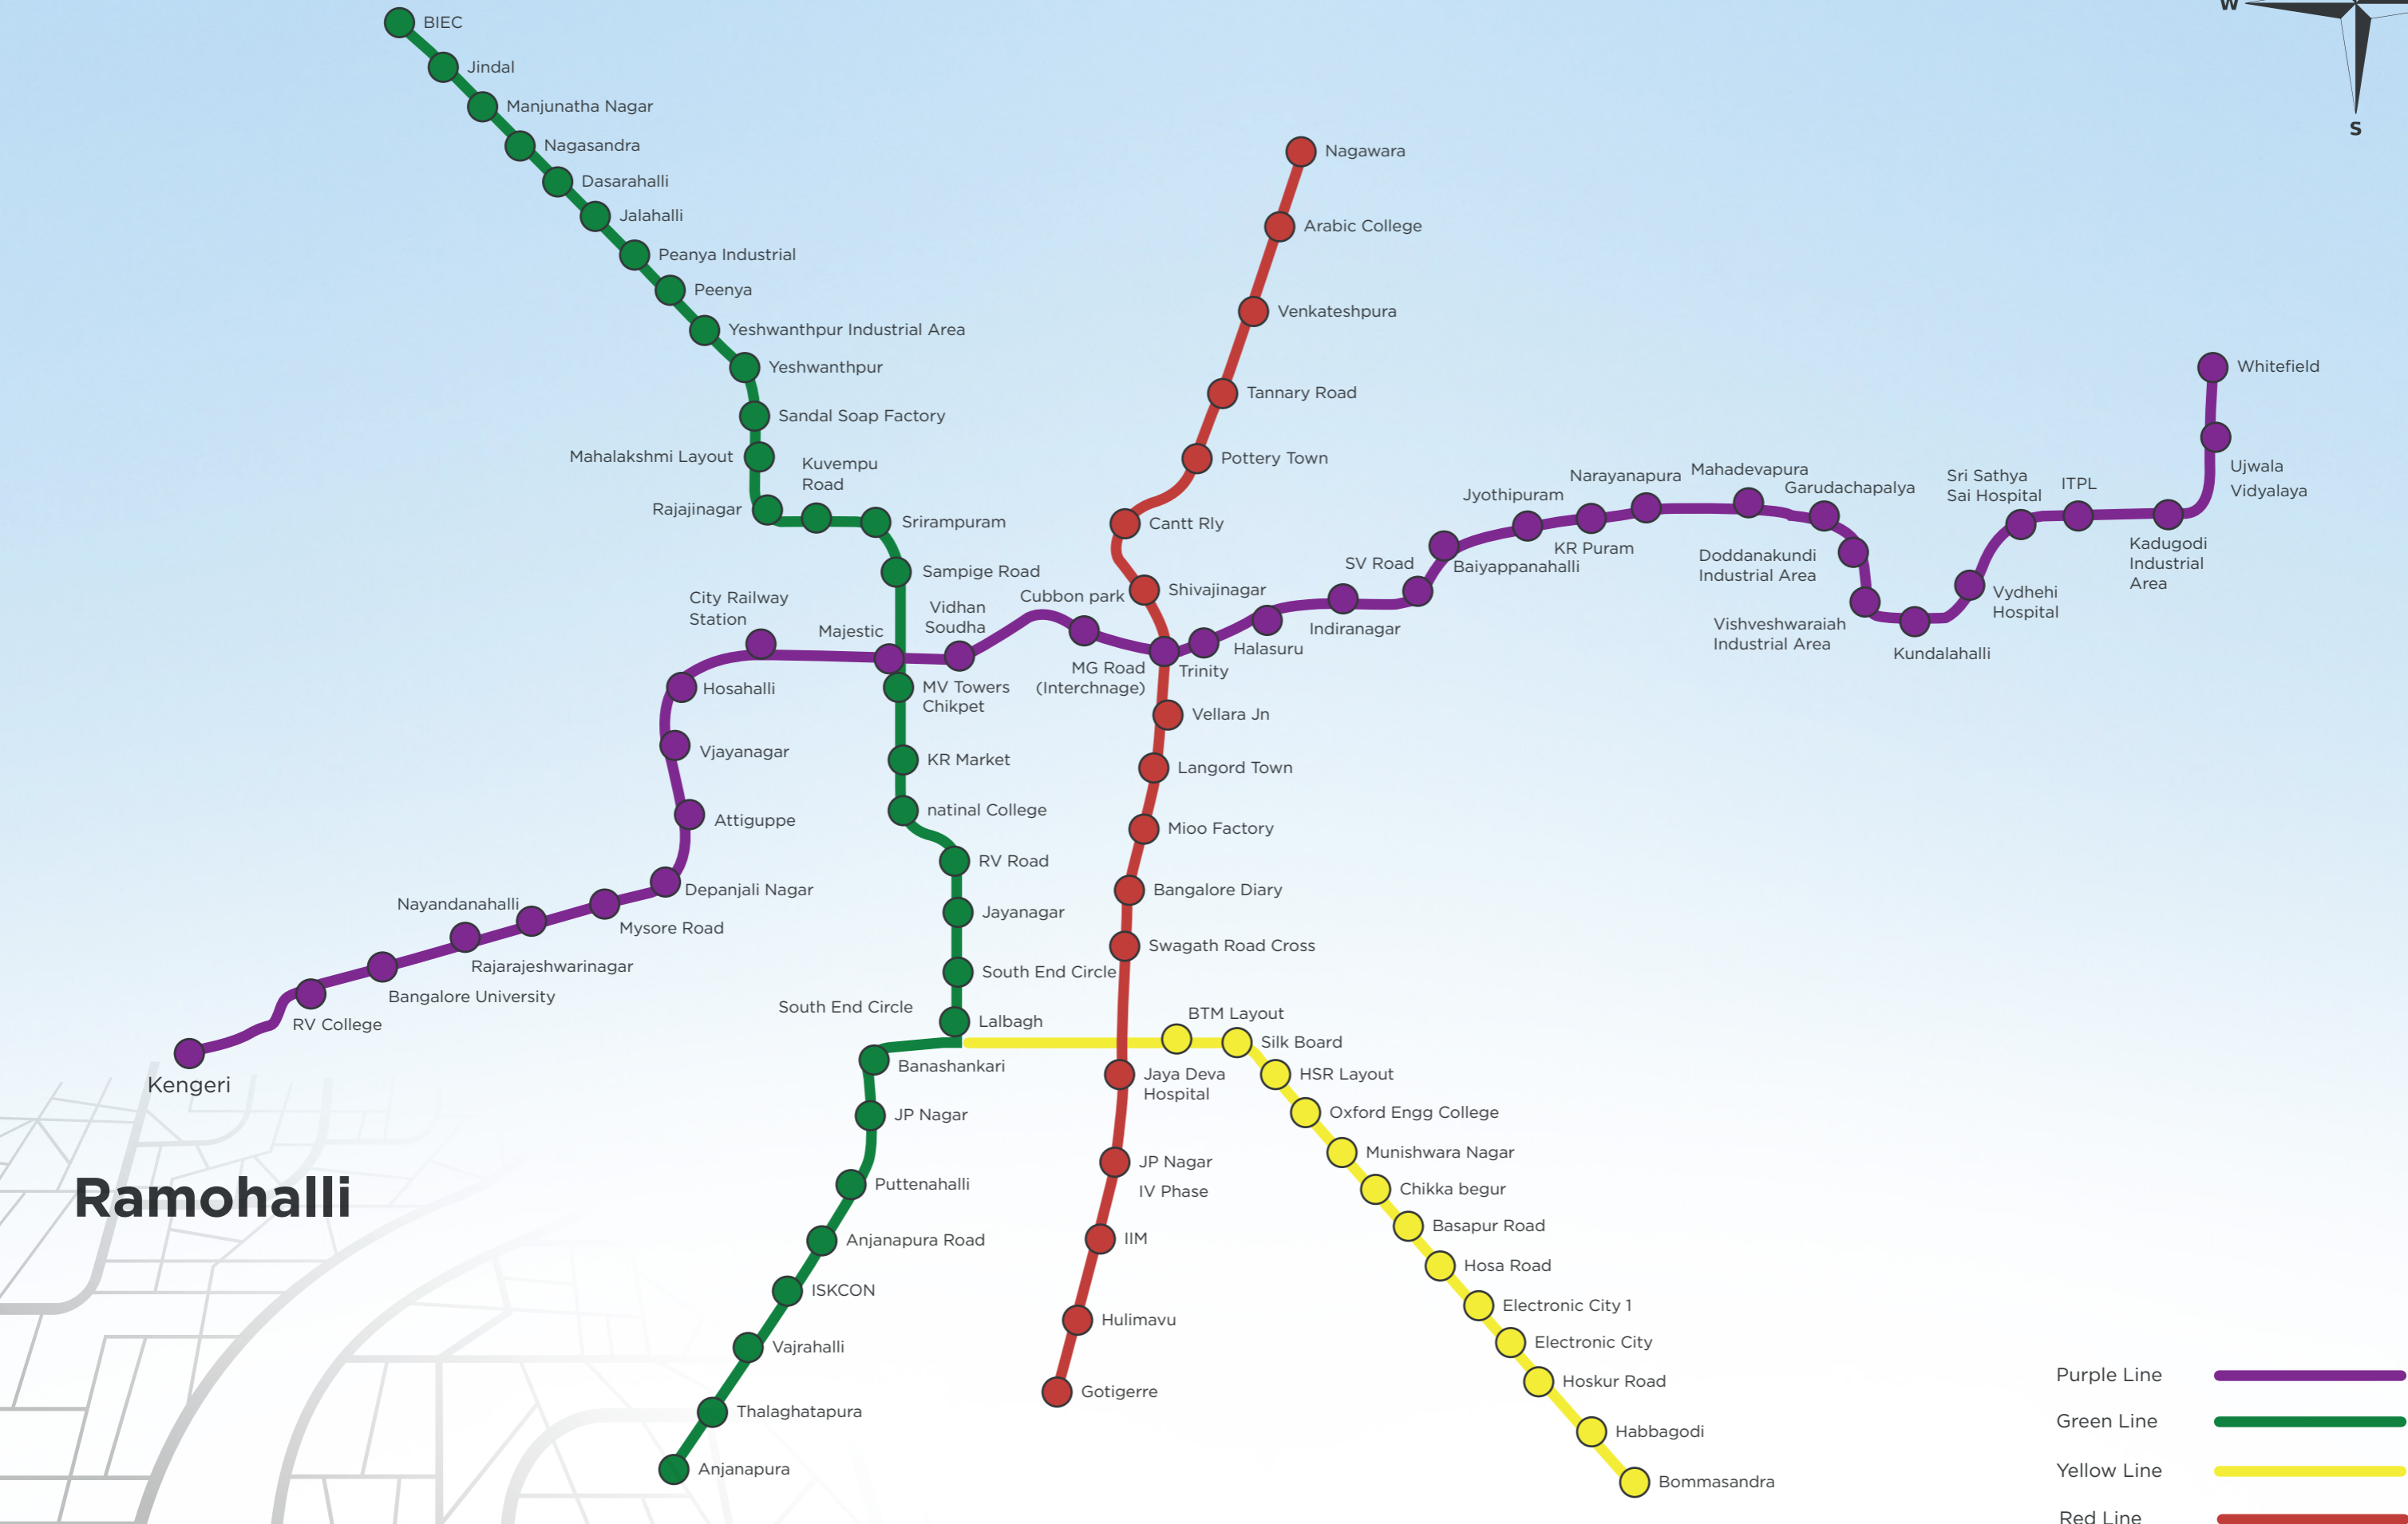 W
S
BIEC
Jindal
Manjunatha Nagar
Nagasandra
Dasarahalli
Jalahalli
Peanya Industrial
Peenya
Yeshwanthpur Industrial Area
Yeshwanthpur
Sandal Soap Factory
Mahalakshmi Layout
Kuvempu
Road
Rajajinagar
Srirampuram
Sampige Road
Majestic
MV Towers
Chikpet
KR Market
natinal College
RV Road
Jayanagar
South End Circle
South End Circle
Lalbagh
Banashankari
JP Nagar
Puttenahalli
Anjanapura Road
ISKCON
Vajrahalli
Thalaghatapura
Anjanapura
Nagawara
Arabic College
Venkateshpura
Tannary Road
Pottery Town
Cantt Rly
Shivajinagar
MG Road
(Interchnage)
Vellara Jn
Langord Town
Mioo Factory
Bangalore Diary
Swagath Road Cross
Jaya Deva
Hospital
JP Nagar
IV Phase
IIM
Hulimavu
Gotigerre
Whitefield
Ujwala
Vidyalaya
Kadugodi
Industrial
Area
ITPL
Sri Sathya
Sai Hospital
Vydhehi
Hospital
Kundalahalli
Vishveshwaraiah
Industrial Area
Doddanakundi
Industrial Area
Garudachapalya
Mahadevapura
Narayanapura
KR Puram
Jyothipuram
Baiyappanahalli
SV Road
Indiranagar
Halasuru
Trinity
Cubbon park
Vidhan
Soudha
City Railway
Station
Hosahalli
Vjayanagar
Attiguppe
Depanjali Nagar
Mysore Road
Nayandanahalli
Rajarajeshwarinagar
Bangalore University
RV College
Kengeri
BTM Layout
Silk Board
HSR Layout
Oxford Engg College
Munishwara Nagar
Chikka begur
Basapur Road
Hosa Road
Electronic City 1
Electronic City
Hoskur Road
Habbagodi
Bommasandra
Ramohalli
Purple Line
Green Line
Yellow Line
Red Line